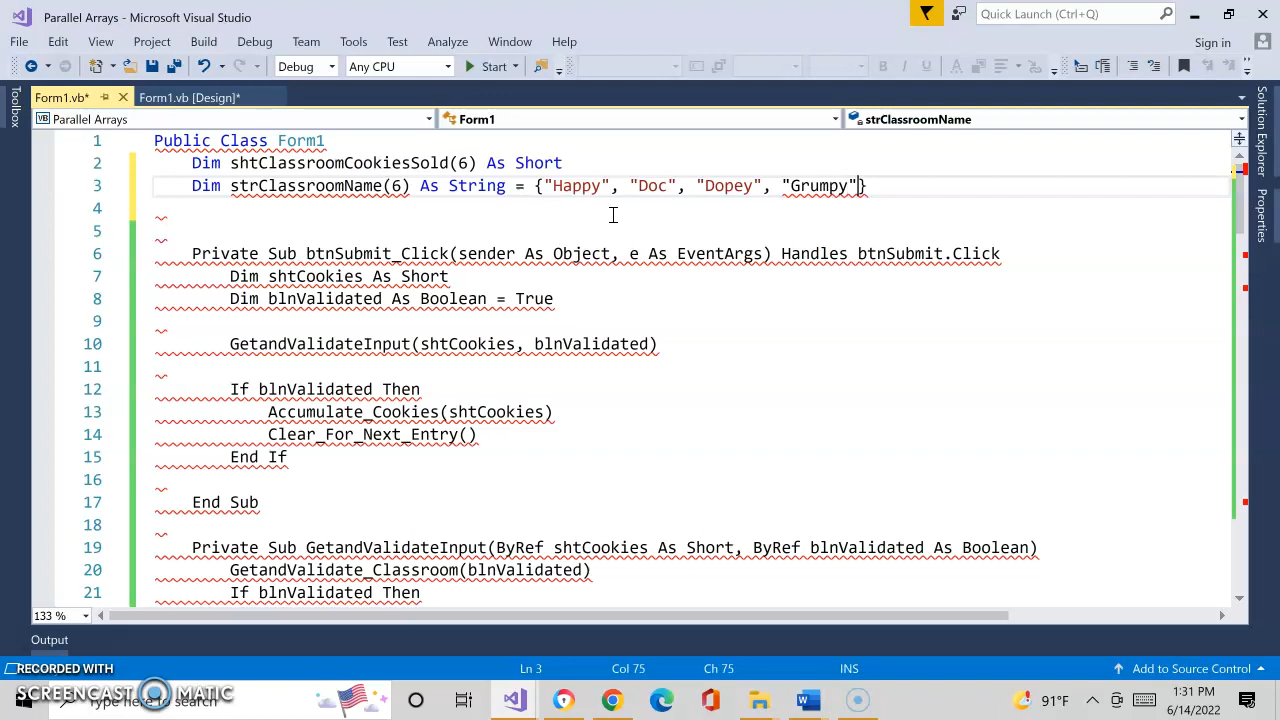 Parallel Arrays - Microsoft Visual Studio
Quick Launch (Ctrl+Q)
File Edit View Project Build Debug Team Tools Test Analyze Window Help
Sign in
Debug Any CPU Start
Form1.vb* Form1.vb [Design]*
Parallel Arrays Form1 strClassroomName
Toolbox
Solution Explorer
Properties
1 Public Class Form1
2 Dim shtClassroomCookiesSold(6) As Short
3 Dim strClassroomName(6) As String = {"Happy", "Doc", "Dopey", "Grumpy"}
4
5
6 Private Sub btnSubmit_Click(sender As Object, e As EventArgs) Handles btnSubmit.Click
7 Dim shtCookies As Short
8 Dim blnValidated As Boolean = True
9
10 GetandValidateInput(shtCookies, blnValidated)
11
12 If blnValidated Then
13 Accumulate_Cookies(shtCookies)
14 Clear_For_Next_Entry()
15 End If
16
17 End Sub
18
19 Private Sub GetandValidateInput(ByRef shtCookies As Short, ByRef blnValidated As Boolean)
20 GetandValidate_Classroom(blnValidated)
21 If blnValidated Then
133 %
Output
Ln 3 Col 75 Ch 75 INS Add to Source Control
RECORDED WITH
SCREENCAST MATIC
Type here to search
91°F
1:31 PM
6/14/2022